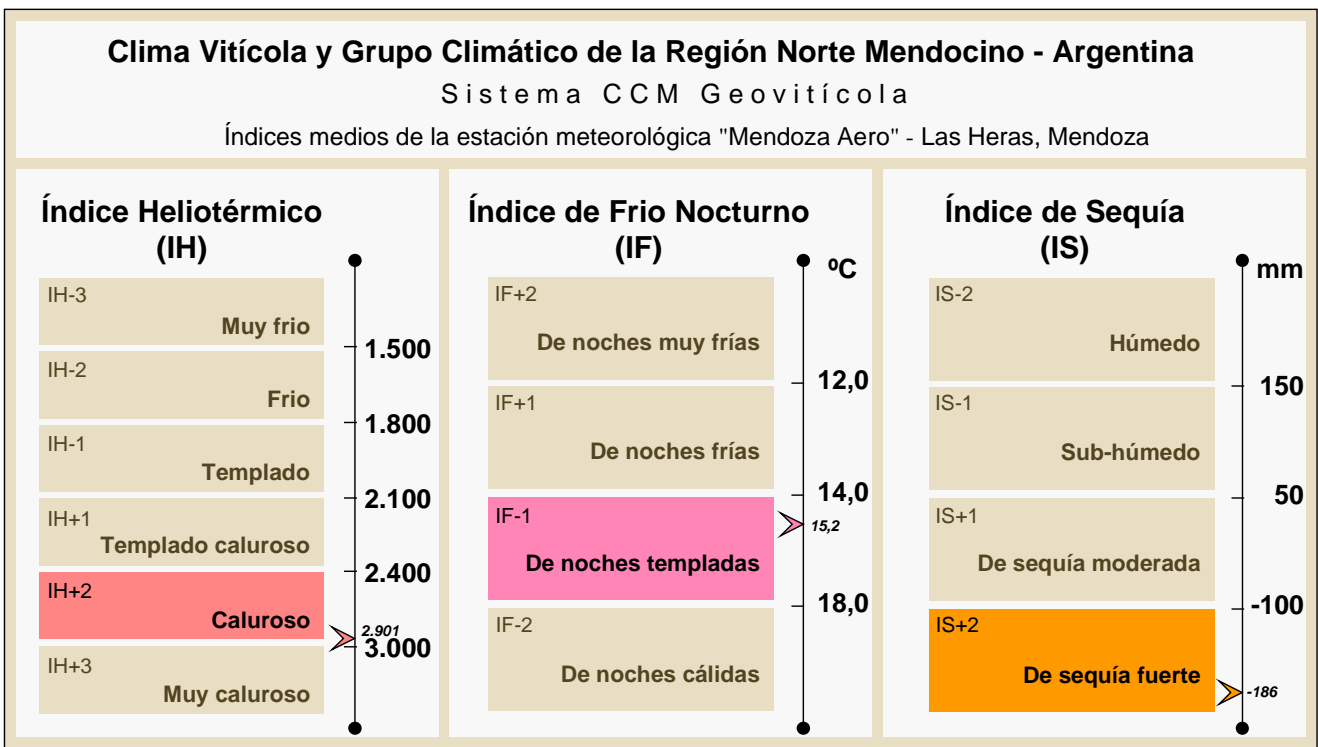 Clima Vitícola y Grupo Climático de la Región Norte Mendocino - Argentina
Sistema CCM Geovitícola
Índices medios de la estación meteorológica "Mendoza Aero" - Las Heras, Mendoza
Índice Heliotérmico
(IH)
IH-3
Muy frio
1.500
IH-2
Frio
1.800
IH-1
Templado
2.100
IH+1
Templado caluroso
2.400
IH+2
Caluroso
2.901
3.000
IH+3
Muy caluroso
Índice de Frio Nocturno
(IF)
ºC
IF+2
De noches muy frías
12,0
IF+1
De noches frías
14,0
IF-1
15,2
De noches templadas
18,0
IF-2
De noches cálidas
Índice de Sequía
(IS)
mm
IS-2
Húmedo
150
IS-1
Sub-húmedo
50
IS+1
De sequía moderada
-100
IS+2
De sequía fuerte
-186